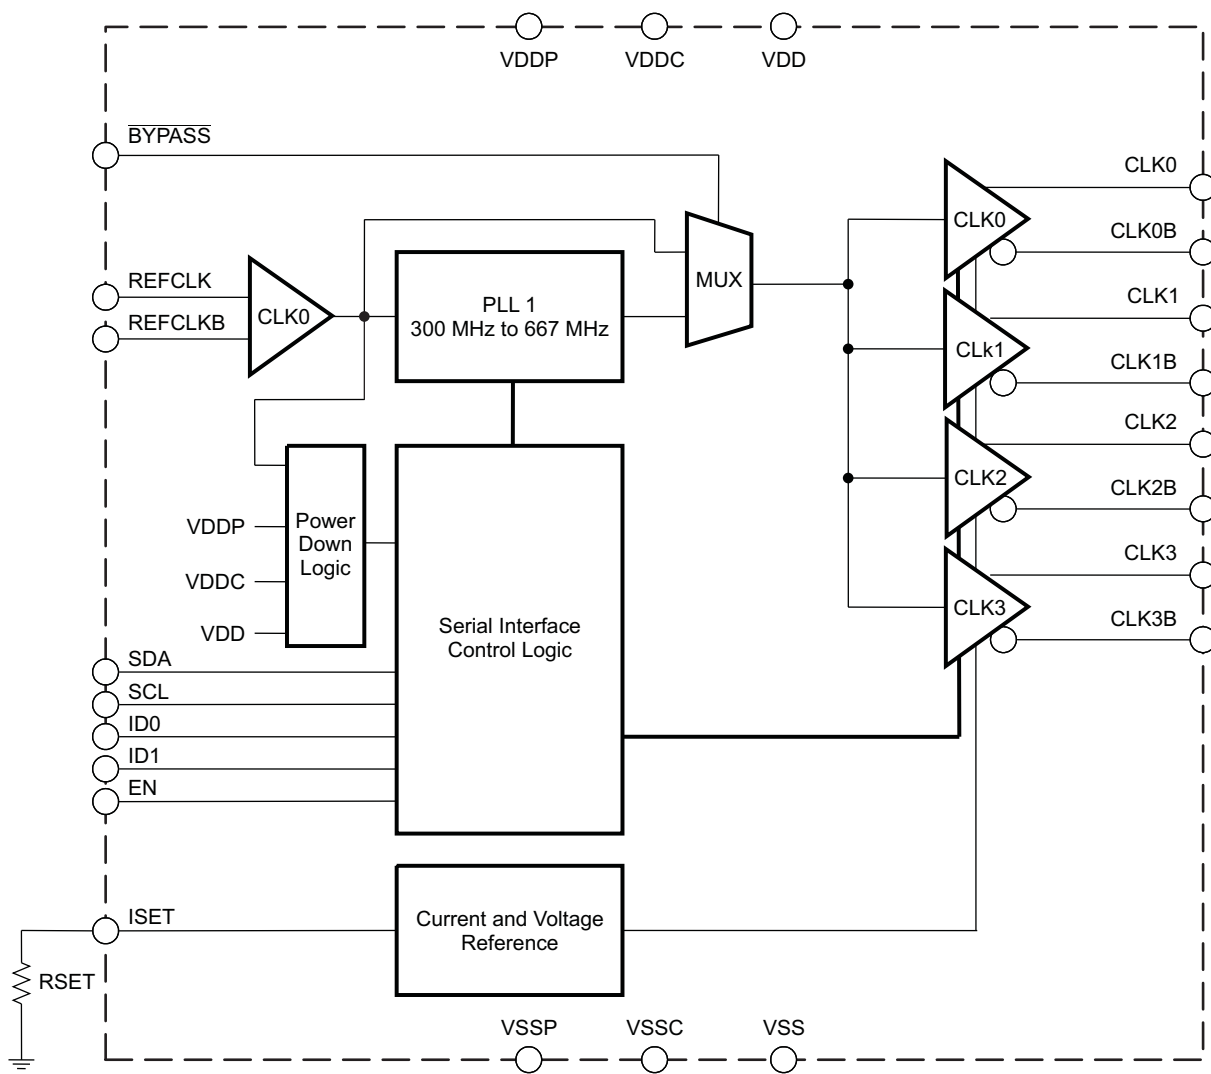 VDDP
VDDC
VDD
BYPASS
CLK0
CLK0
CLK0B
REFCLK
MUX
CLK1
PLL 1
300 MHz to 667 MHz
CLK0
REFCLKB
CLk1
CLK1B
CLK2
CLK2
CLK2B
Power
Down
Logic
VDDP
VDDC
VDD
CLK3
CLK3
CLK3B
Serial Interface
Control Logic
SDA
SCL
ID0
ID1
EN
ISET
Current and Voltage
Reference
RSET
VSSP
VSSC
VSS